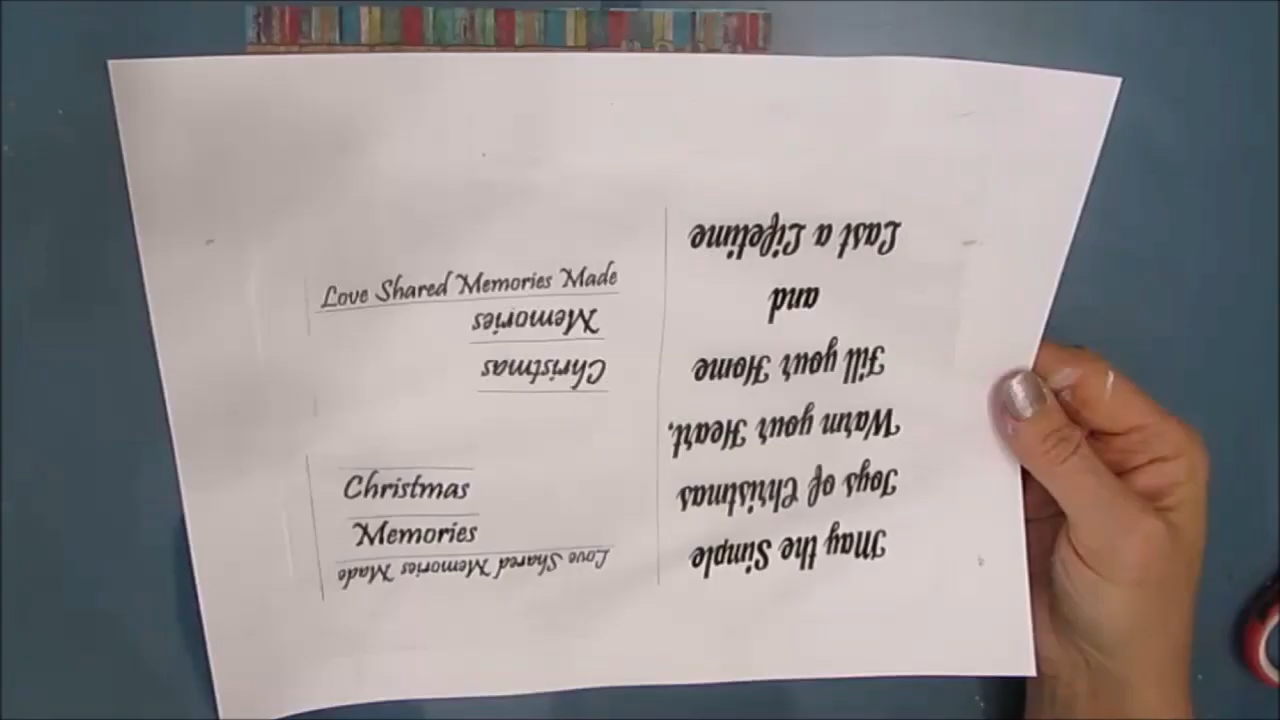 Love Shared Memories Made
Memories
Christmas
Christmas
Memories
Love Shared Memories Made
May the Simple
Joys of Christmas
Warm your Heart,
Fill your Home
and
Last a Lifetime